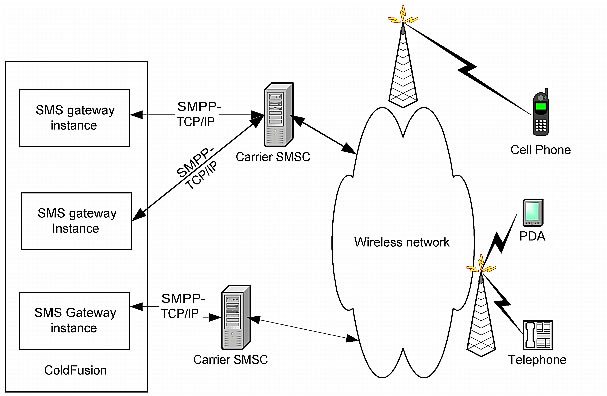 SMS gateway
instance
SMPP-
TCP/IP
Carrier SMSC
Cell Phone
SMPP-
TCP/IP
SMS gateway
Instance
Wireless network
PDA
SMS Gateway
instance
SMPP-
TCP/IP
Carrier SMSC
Telephone
ColdFusion